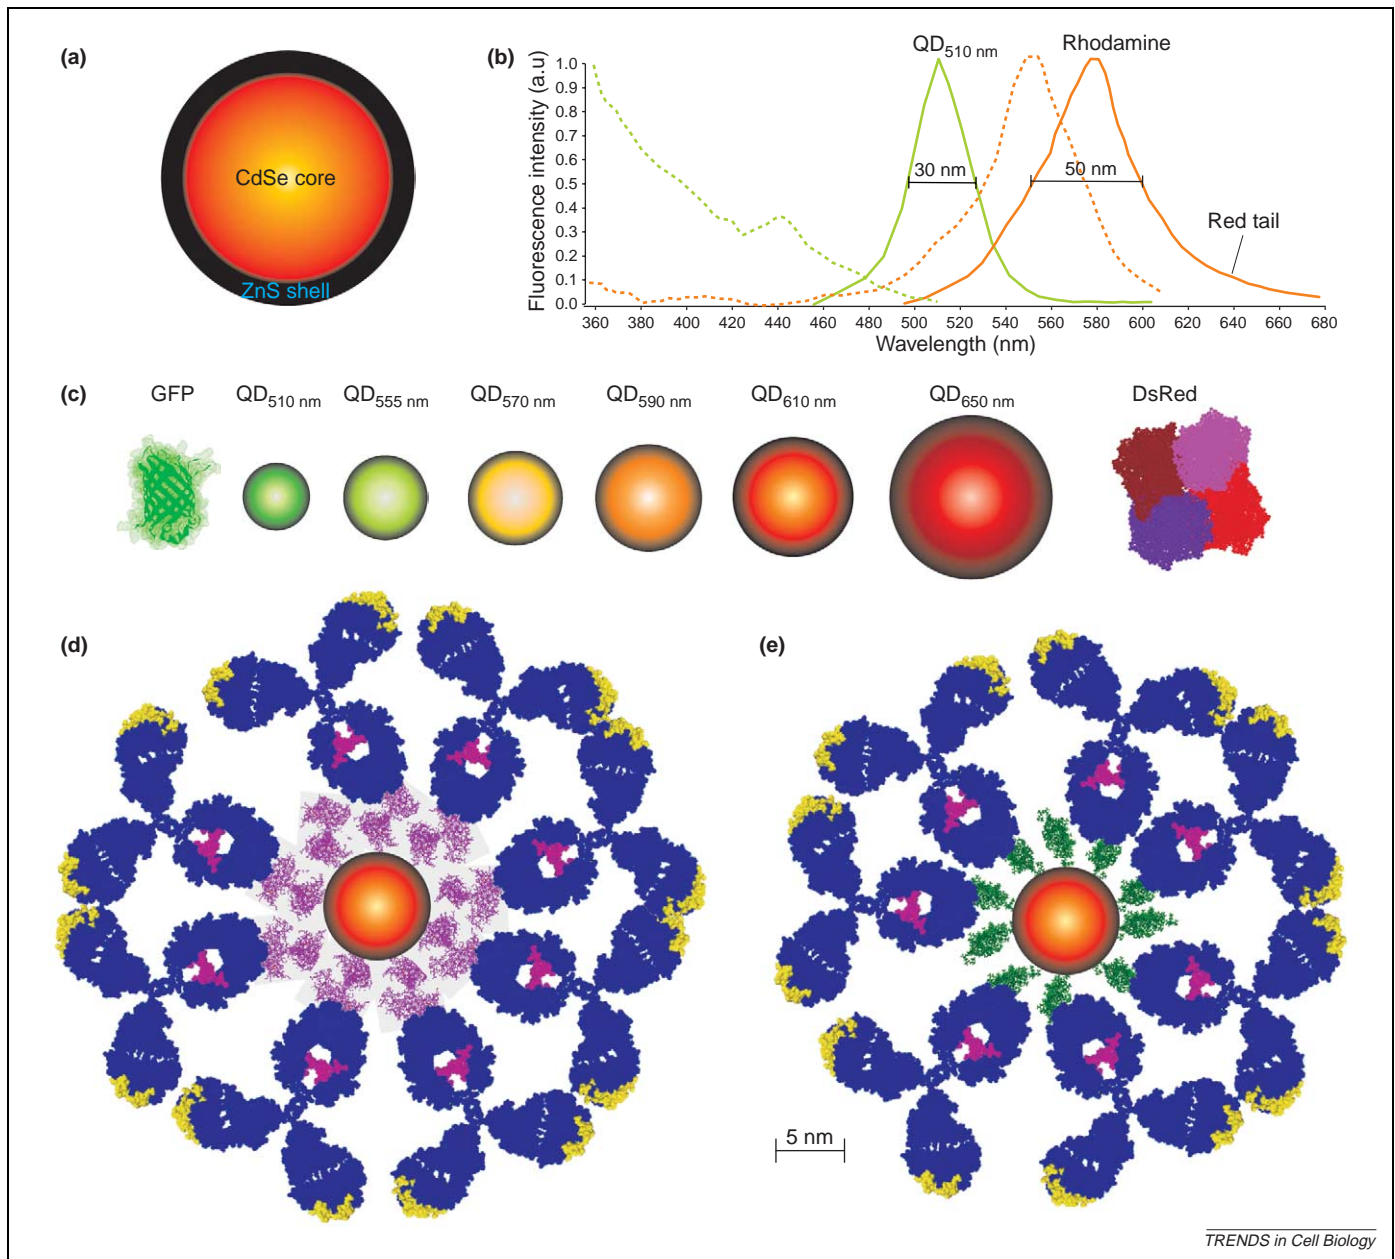 (a)
CdSe core
ZnS shell
(b)
QD510 nm
Rhodamine
Fluorescence intensity (a.u)
1.0
0.9
0.8
0.7
0.6
0.5
0.4
0.3
0.2
0.1
0.0
30 nm
50 nm
Red tail
360 380 400 420 440 460 480 500 520 540 560 580 600 620 640 660 680
Wavelength (nm)
(c)
GFP
QD510 nm
QD555 nm
QD570 nm
QD590 nm
QD610 nm
QD650 nm
DsRed
(d)
(e)
5 nm
TRENDS in Cell Biology